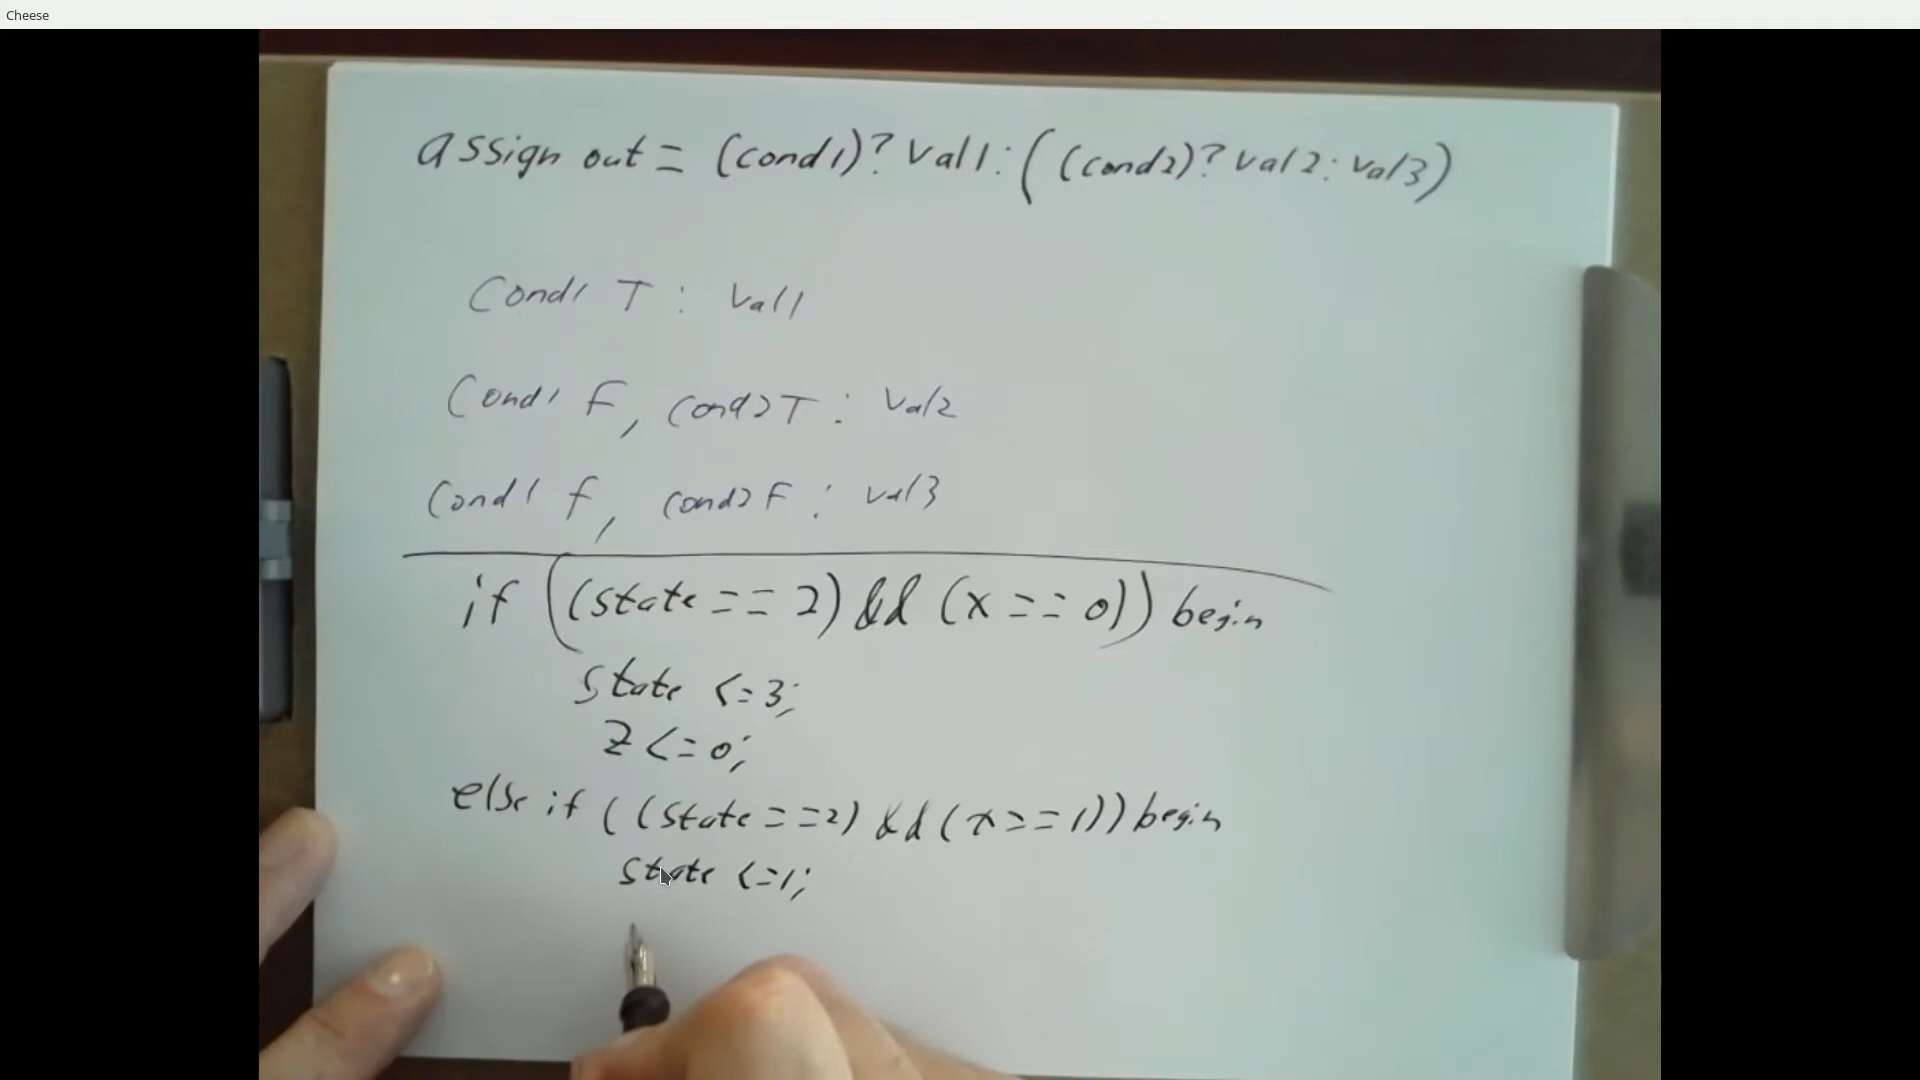 Cheese
assign out = (cond1)? val1: ((cond2)? val2: val3)
Cond1 T : val1
Cond1 F, cond2 T : val2
Cond1 f, cond2 F : val3
if ((state == 2) && (x == 0)) begin
state <= 3;
z <= 0;
else if ((state == 2) && (x == 1)) begin
state <= 1;